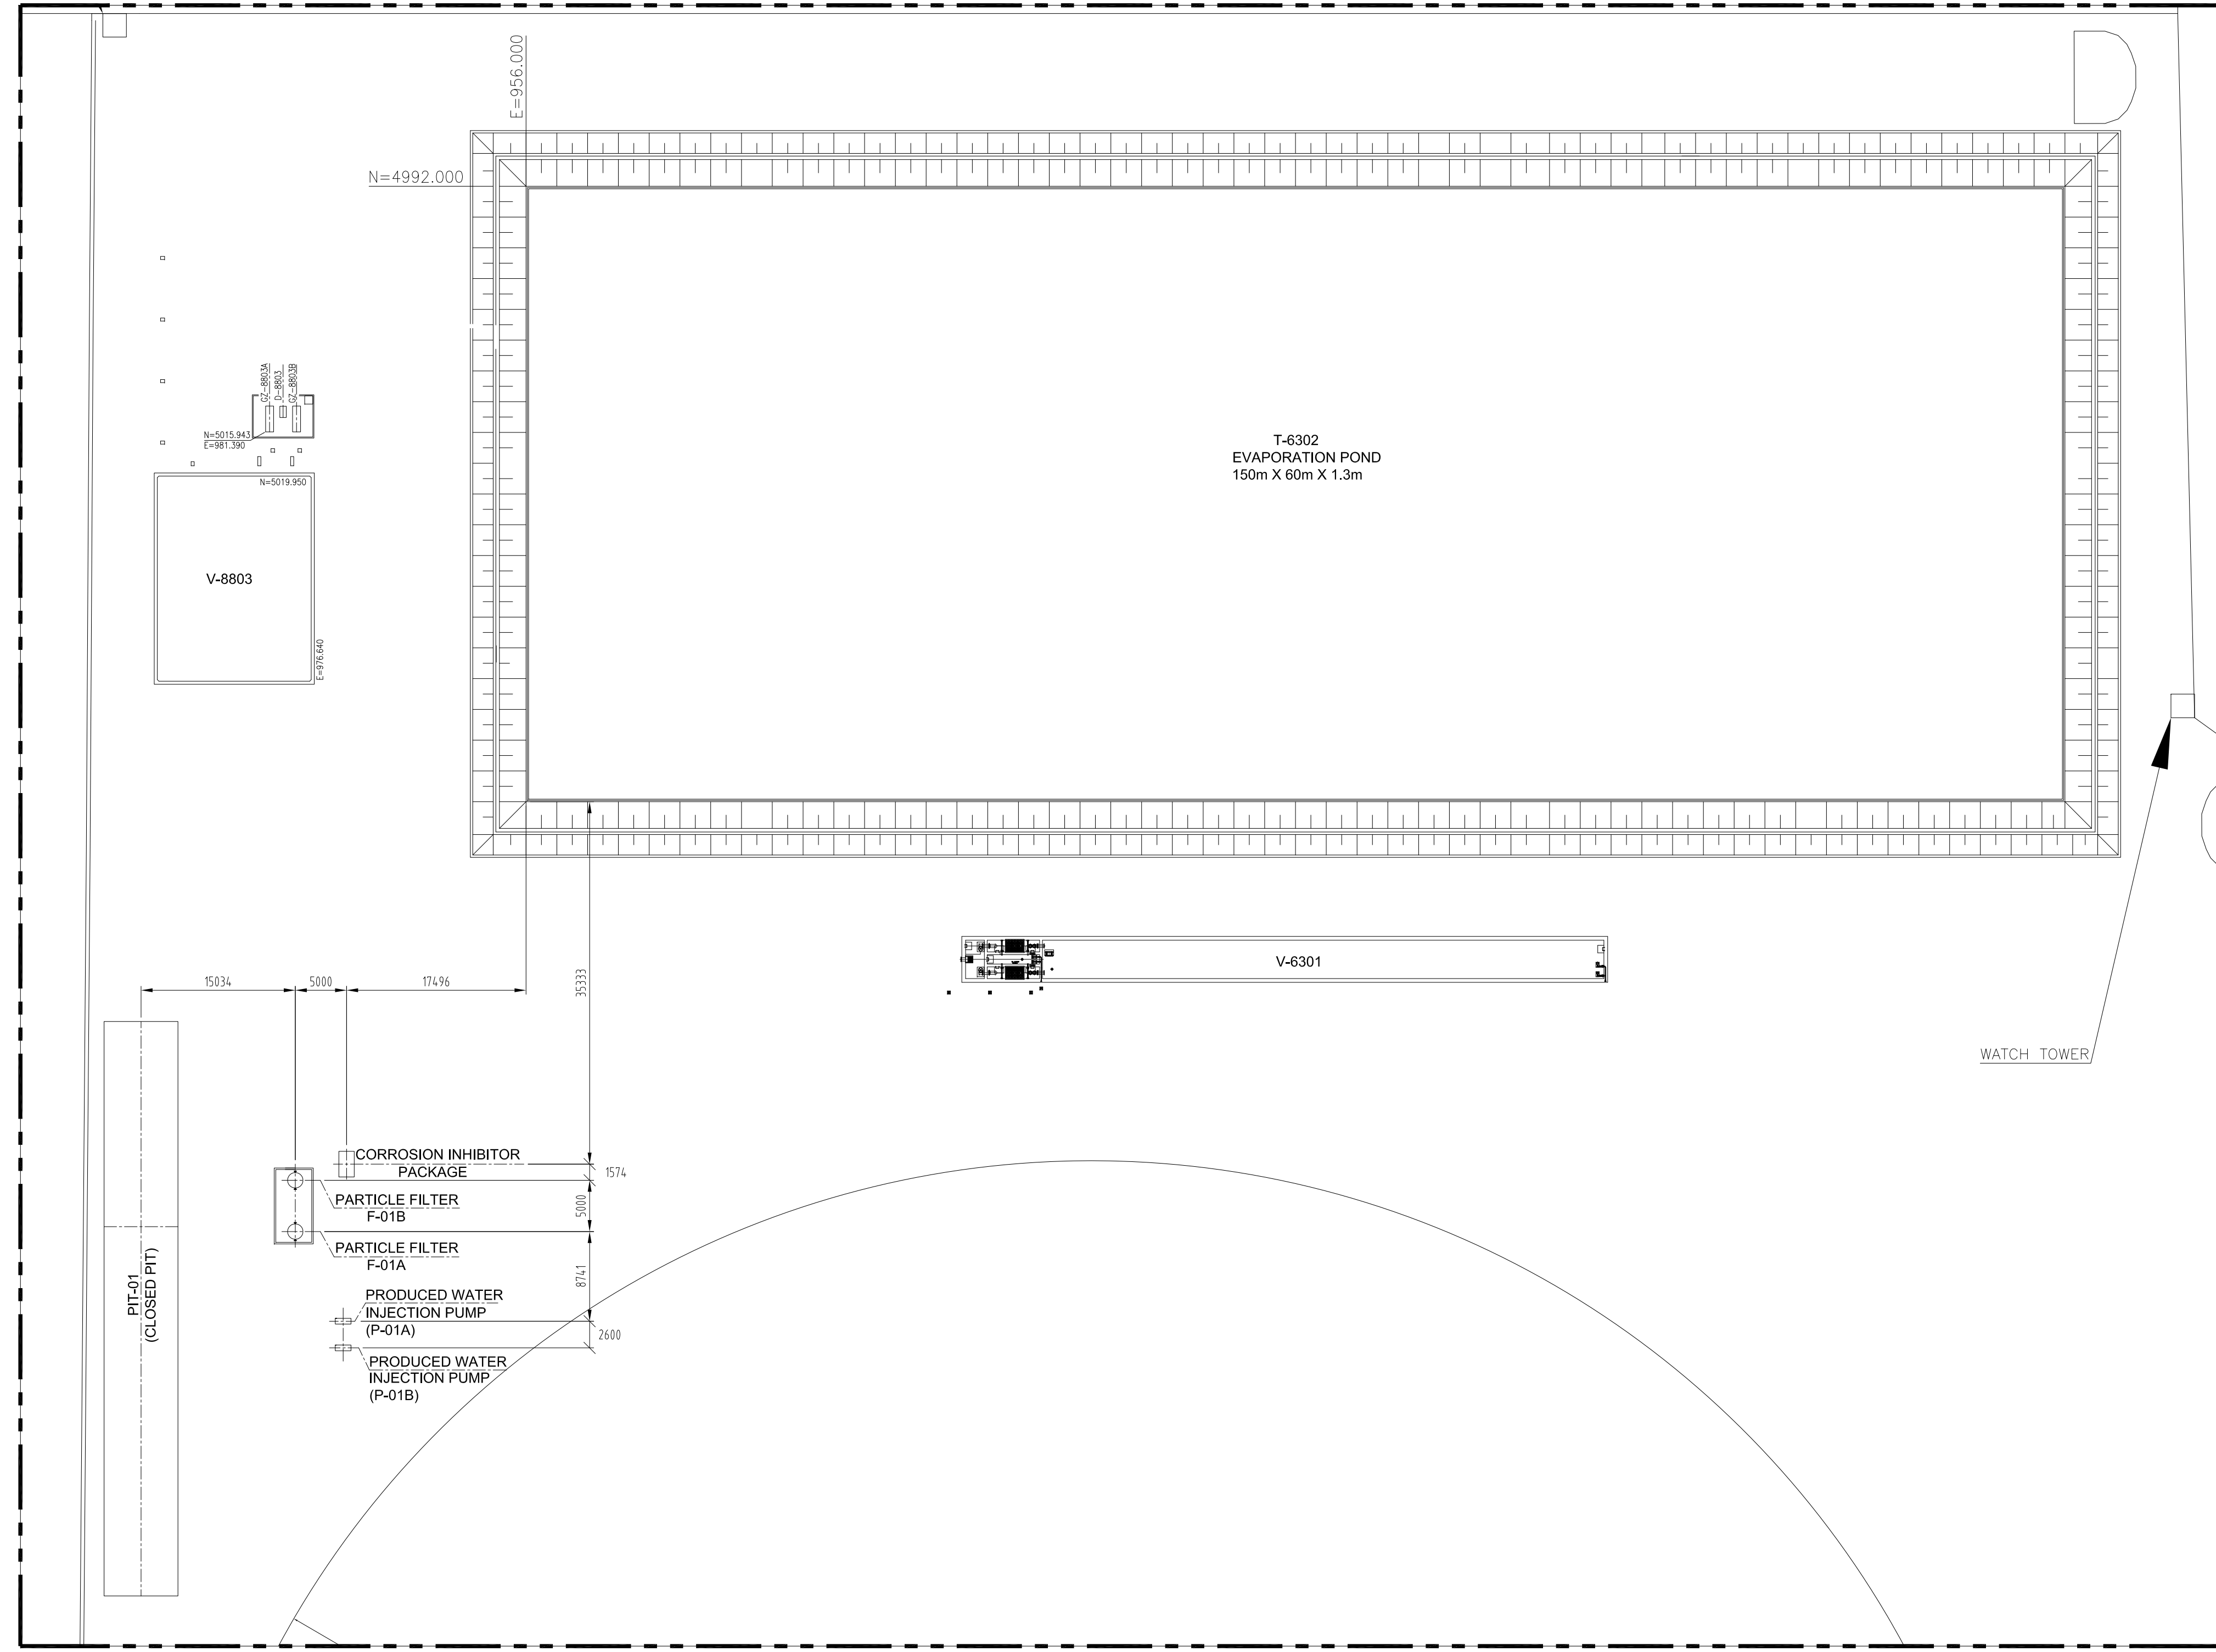 E=956.000
N=4992.000
GZ-8803A
D-8803
GZ-8803B
N=5015.943
E=981.390
N=5019.950
V-8803
E=976.640
T-6302
EVAPORATION POND
150m X 60m X 1.3m
V-6301
15034
5000
17496
35333
WATCH TOWER
CORROSION INHIBITOR
PACKAGE
1574
PARTICLE FILTER
F-01B
5000
PARTICLE FILTER
F-01A
8741
PIT-01
(CLOSED PIT)
PRODUCED WATER
INJECTION PUMP
(P-01A)
2600
PRODUCED WATER
INJECTION PUMP
(P-01B)